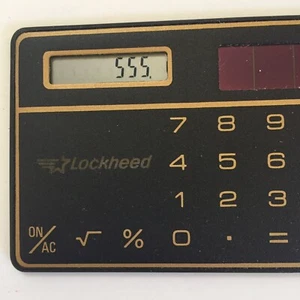 555.
7 8 9
Lockheed 4 5 6
1 2 3
ON/AC √ % 0 . =